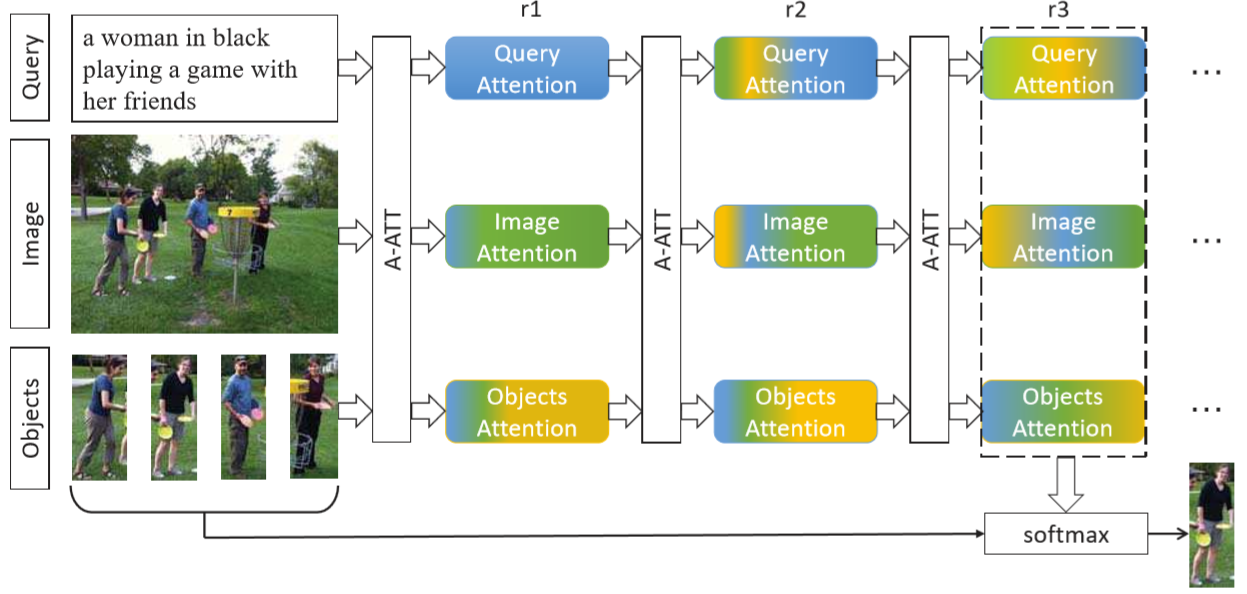 r1
r2
r3
Query
a woman in black
playing a game with
her friends
Query
Attention
Query
Attention
Query
Attention
...
Image
7
A-ATT
Image
Attention
A-ATT
Image
Attention
A-ATT
Image
Attention
...
Objects
Objects
Attention
Objects
Attention
Objects
Attention
...
softmax